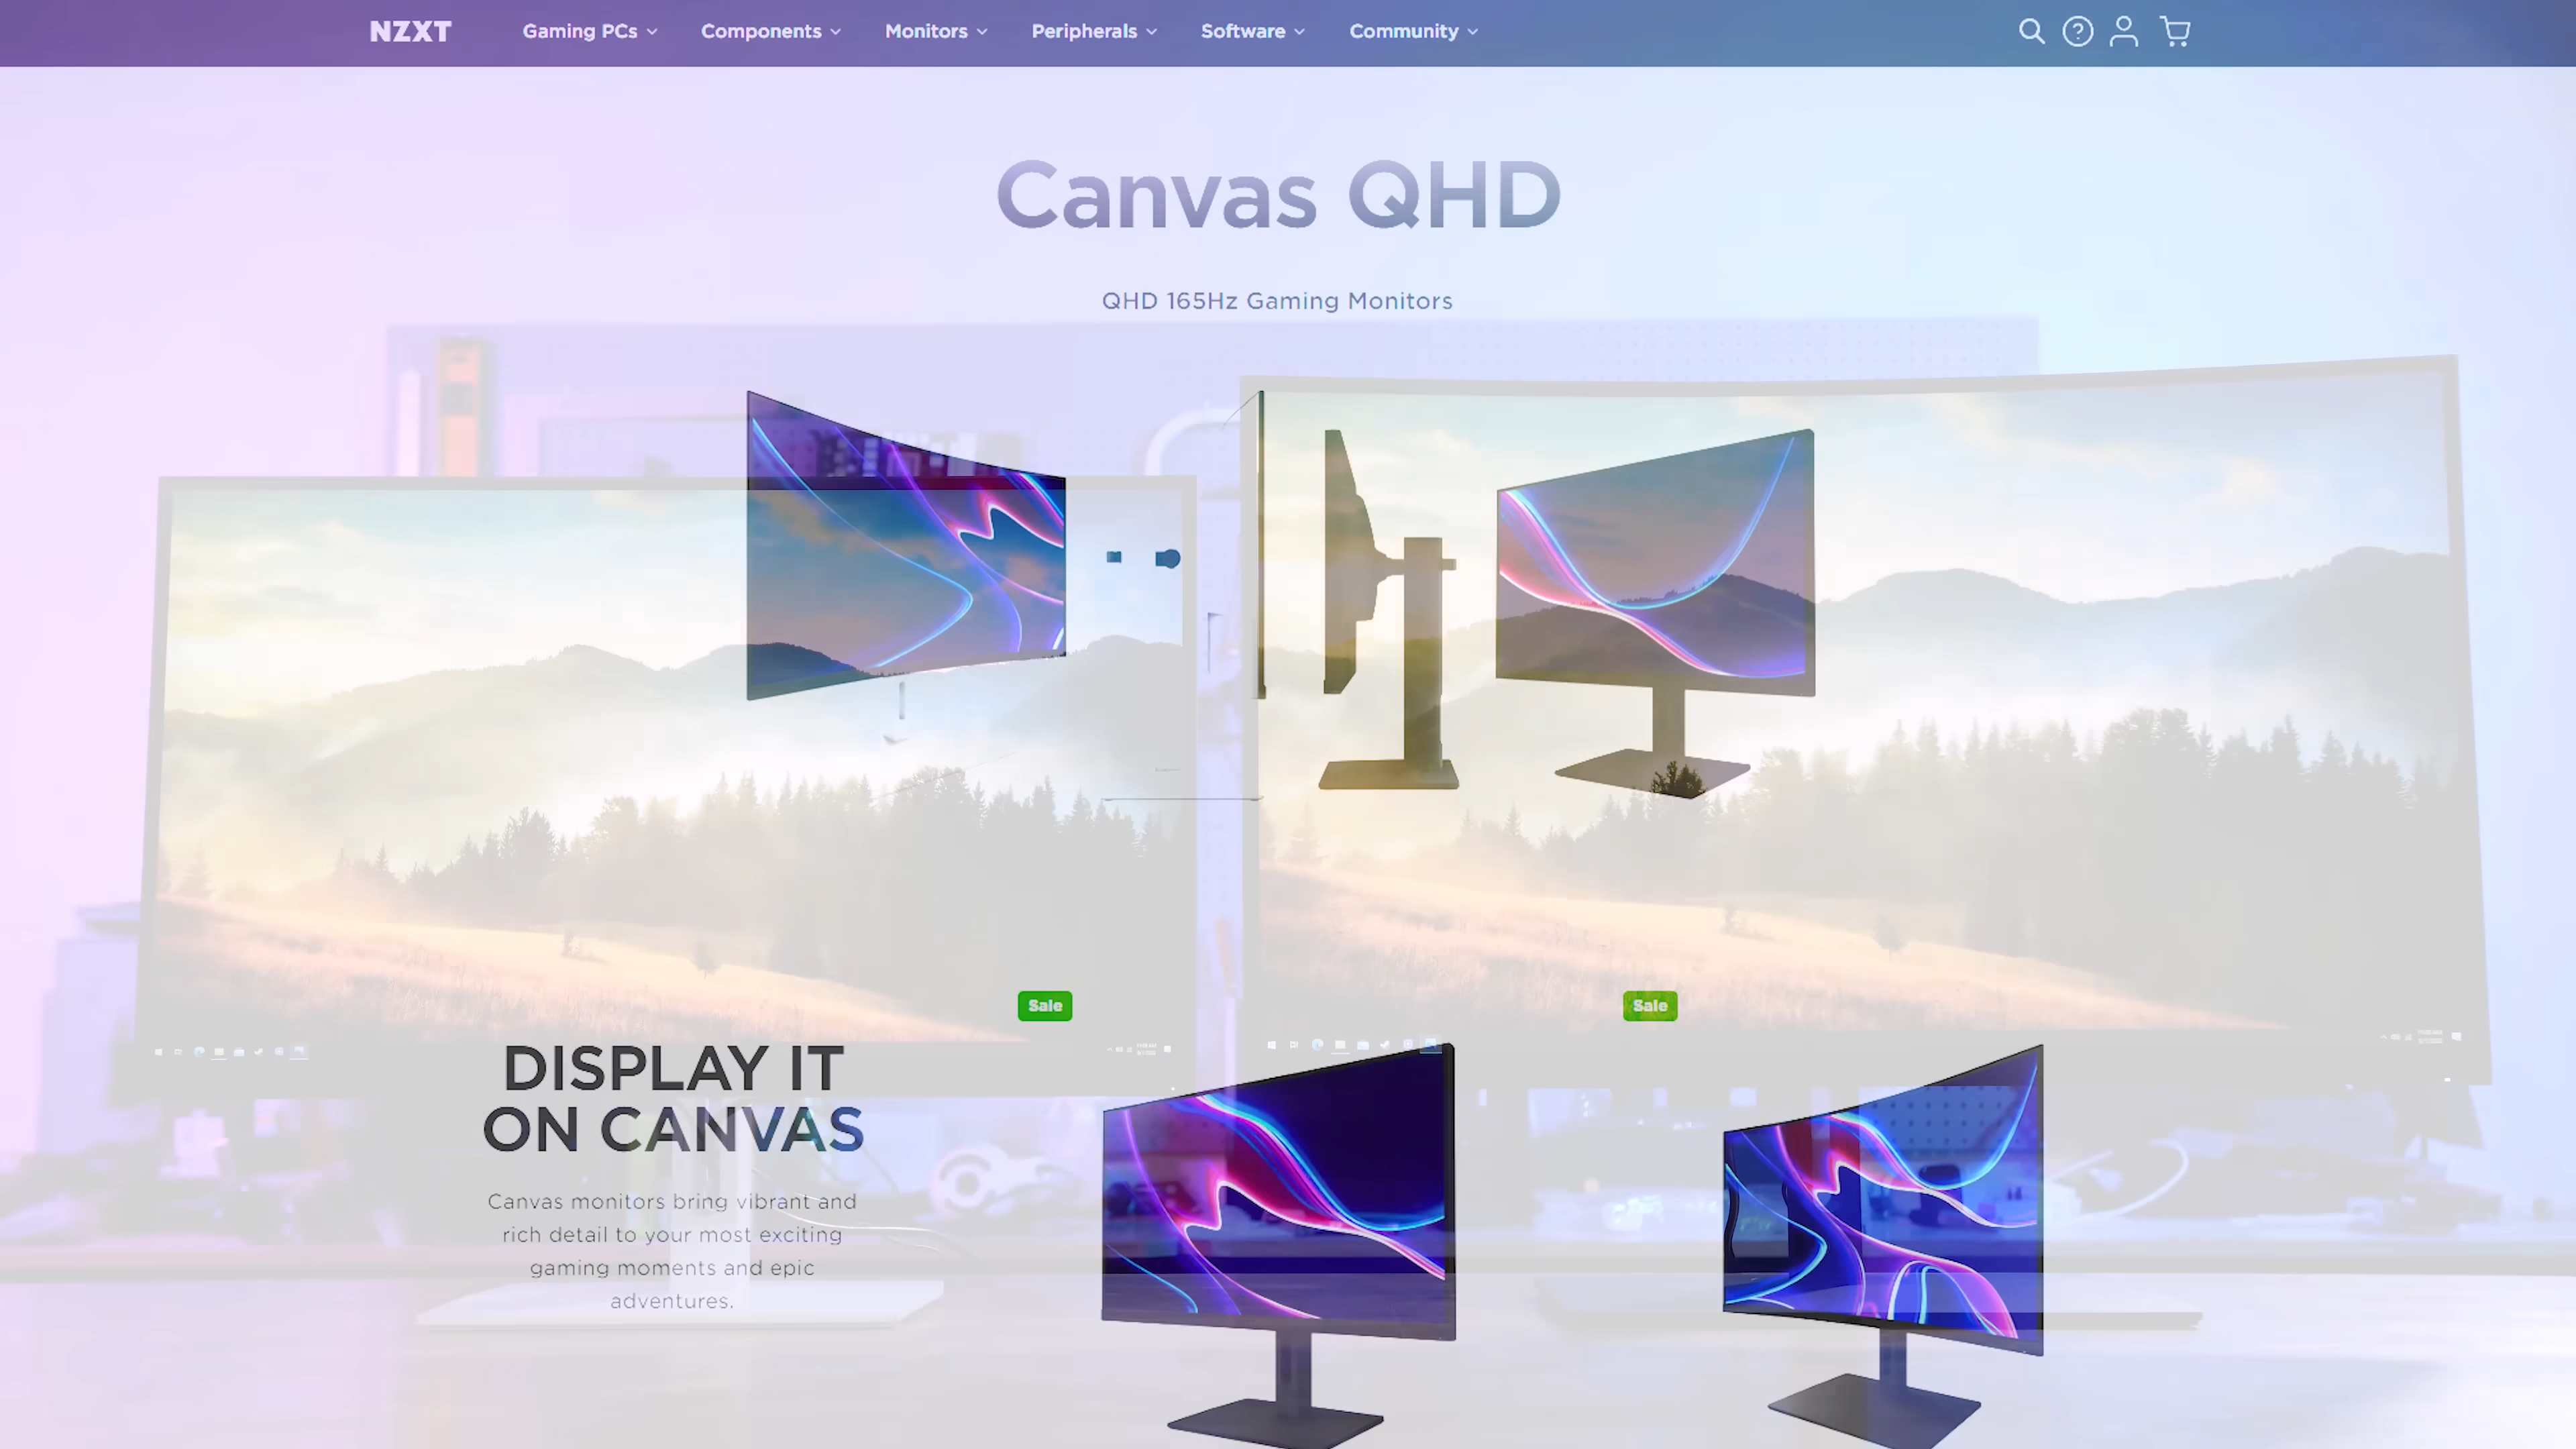 NZXT
Gaming PCs
Components
Monitors
Peripherals
Software
Community
Canvas QHD
QHD 165Hz Gaming Monitors
Sale
Sale
DISPLAY IT
ON CANVAS
Canvas monitors bring vibrant and
rich detail to your most exciting
gaming moments and epic
adventures.